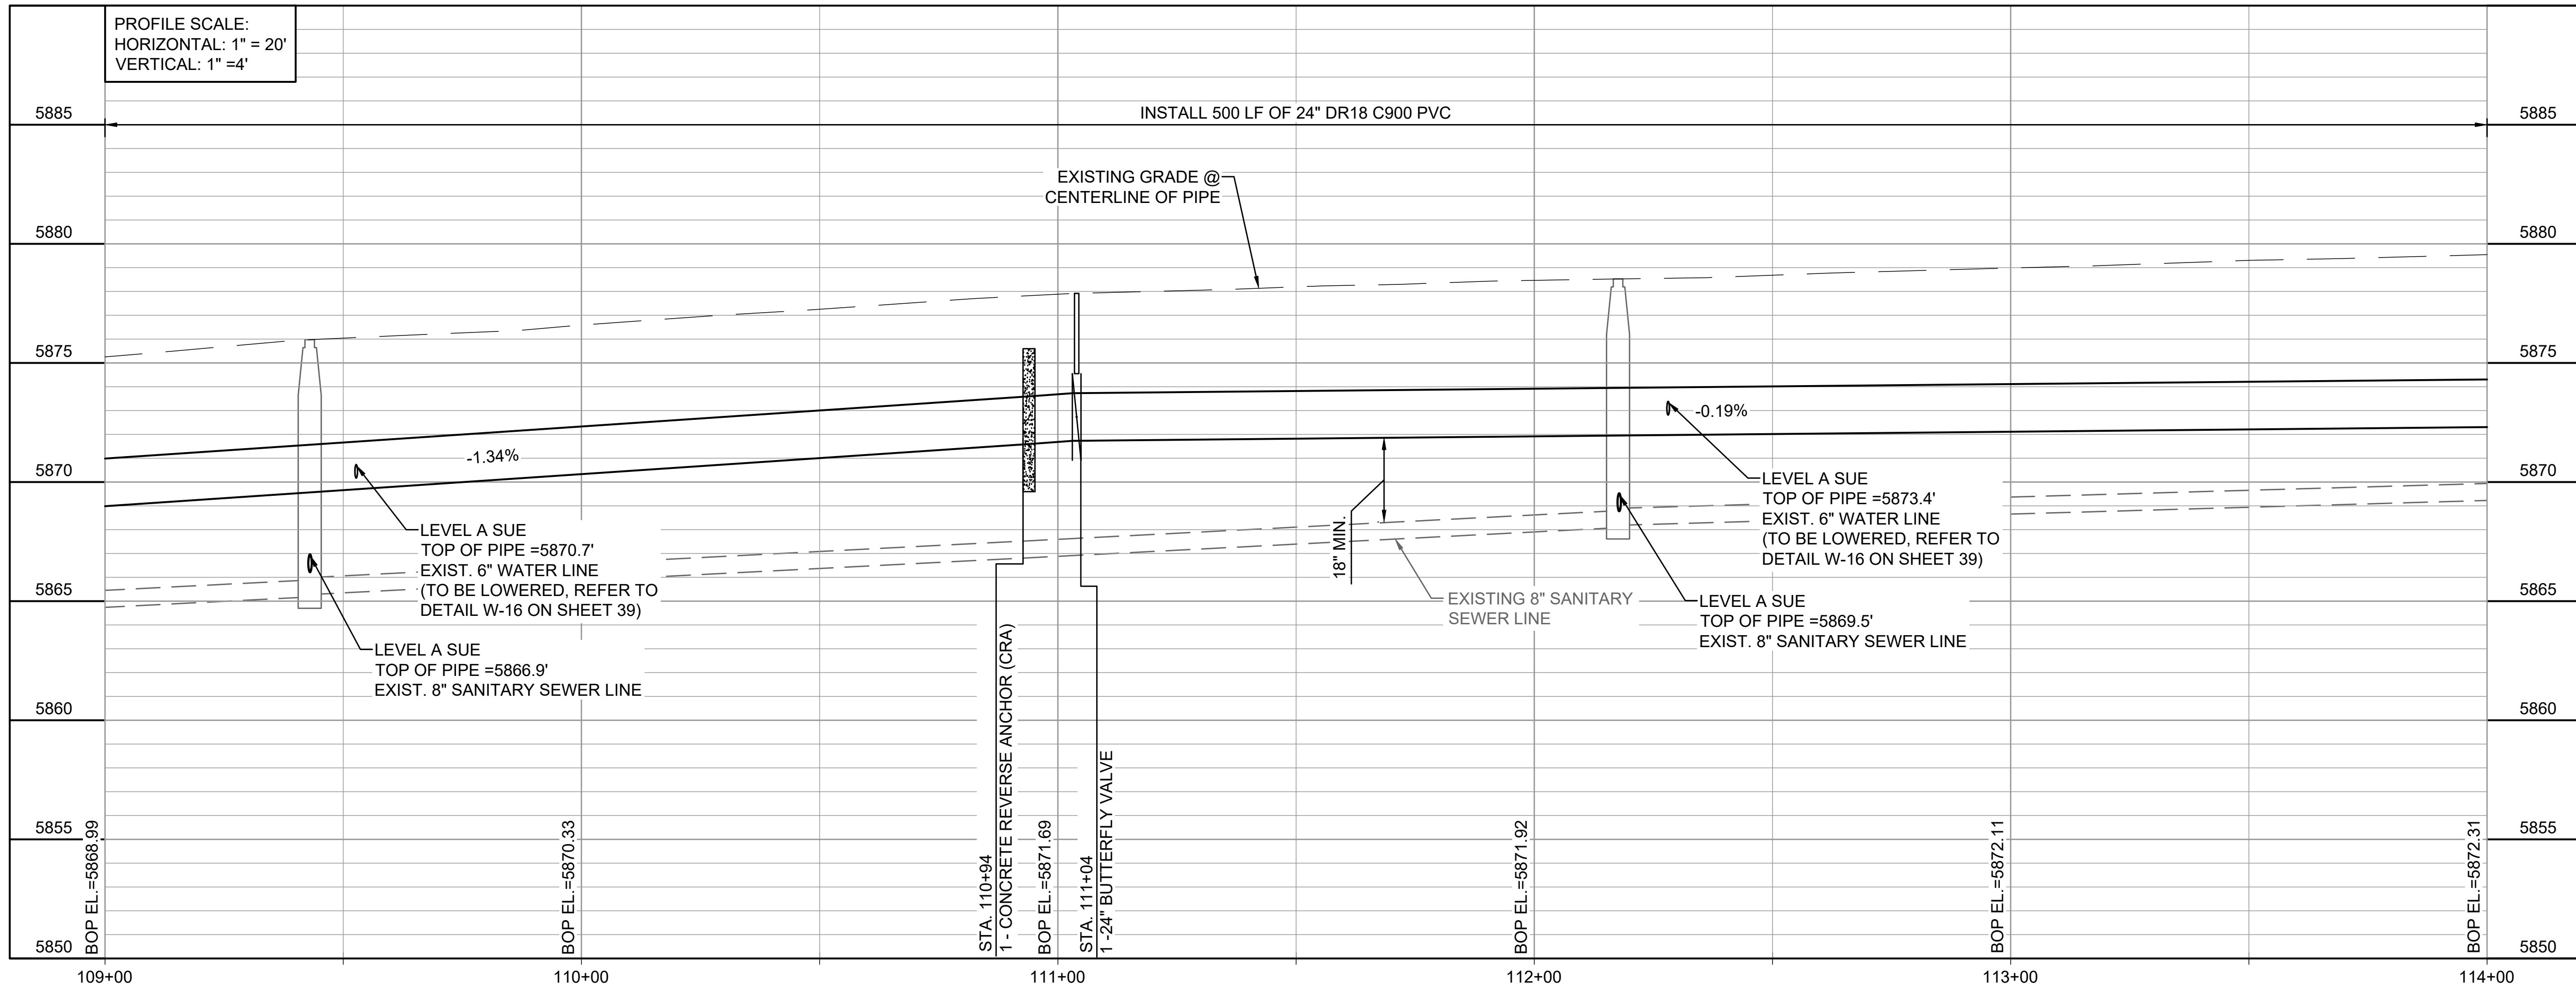 PROFILE SCALE:
HORIZONTAL: 1" = 20'
VERTICAL: 1" =4'
5885
5880
5875
5870
5865
5860
5855
5850
INSTALL 500 LF OF 24" DR18 C900 PVC
EXISTING GRADE @
CENTERLINE OF PIPE
-1.34%
-0.19%
LEVEL A SUE
TOP OF PIPE =5870.7'
EXIST. 6" WATER LINE
(TO BE LOWERED, REFER TO
DETAIL W-16 ON SHEET 39)
LEVEL A SUE
TOP OF PIPE =5866.9'
EXIST. 8" SANITARY SEWER LINE
18" MIN.
EXISTING 8" SANITARY
SEWER LINE
LEVEL A SUE
TOP OF PIPE =5873.4'
EXIST. 6" WATER LINE
(TO BE LOWERED, REFER TO
DETAIL W-16 ON SHEET 39)
LEVEL A SUE
TOP OF PIPE =5869.5'
EXIST. 8" SANITARY SEWER LINE
BOP EL.=5868.99
BOP EL.=5870.33
STA. 110+94
1 - CONCRETE REVERSE ANCHOR (CRA)
BOP EL.=5871.69
STA. 111+04
1 -24" BUTTERFLY VALVE
BOP EL.=5871.92
BOP EL.=5872.11
BOP EL.=5872.31
5885
5880
5875
5870
5865
5860
5855
5850
109+00
110+00
111+00
112+00
113+00
114+00